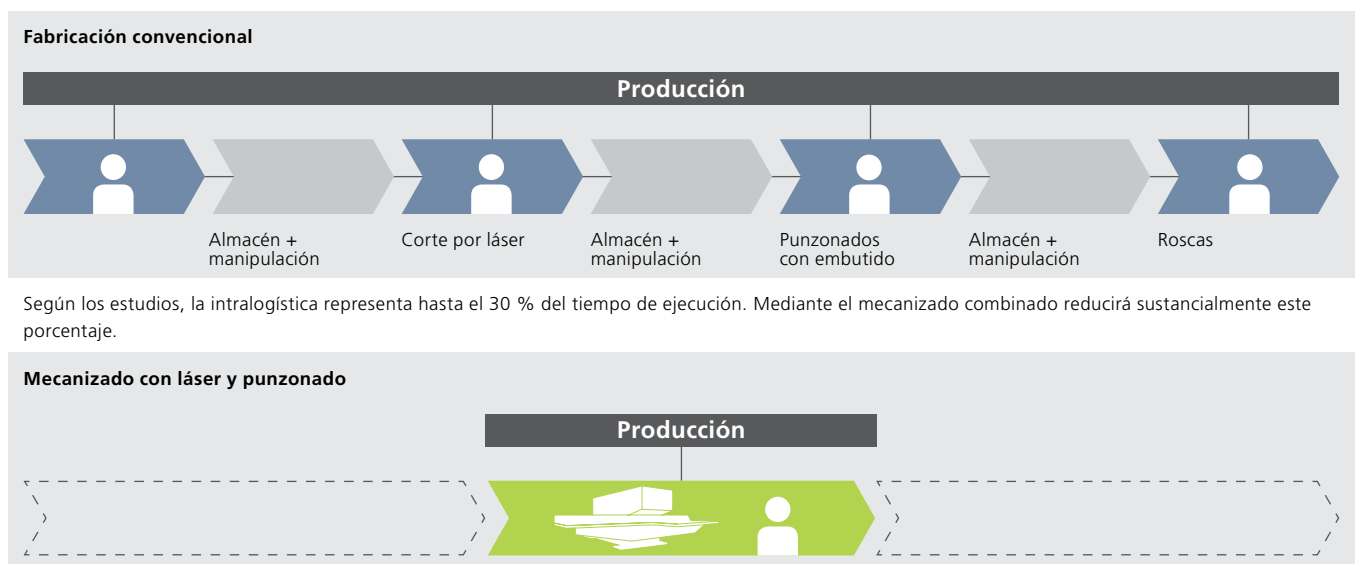 Fabricación convencional
Producción
Almacén +
manipulación
Corte por láser
Almacén +
manipulación
Punzonados
con embutido
Almacén +
manipulación
Roscas
Según los estudios, la intralogística representa hasta el 30 % del tiempo de ejecución. Mediante el mecanizado combinado reducirá sustancialmente este
porcentaje.
Mecanizado con láser y punzonado
Producción